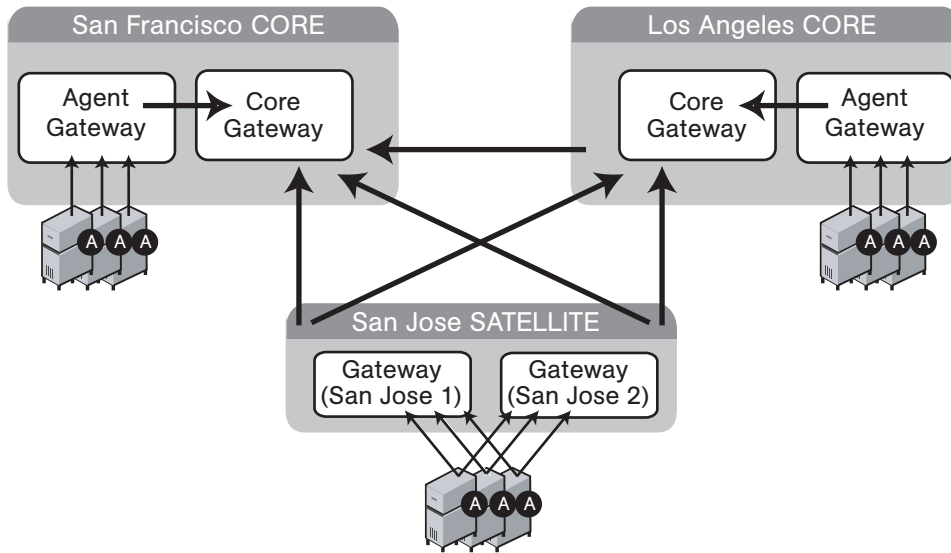 San Francisco CORE
Agent
Gateway
Core
Gateway
A A A
Los Angeles CORE
Core
Gateway
Agent
Gateway
A A A
San Jose SATELLITE
Gateway
(San Jose 1)
Gateway
(San Jose 2)
A A A